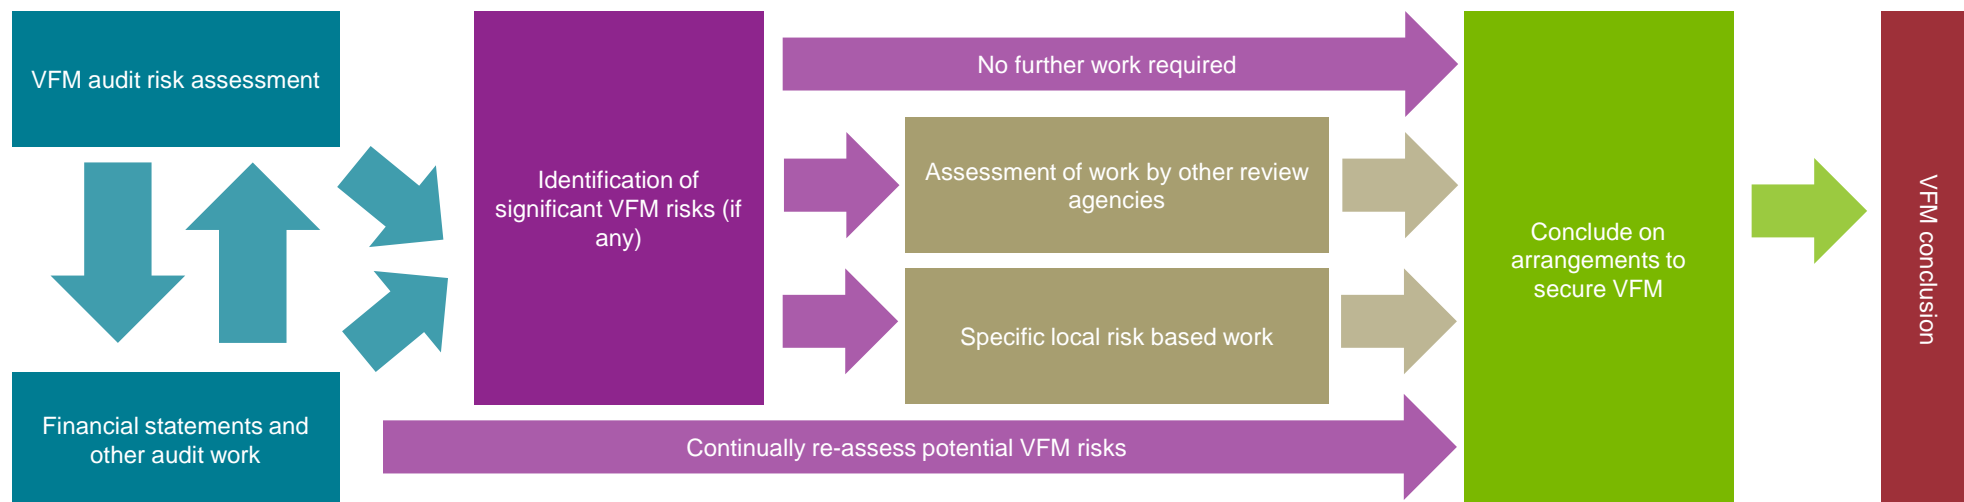 VFM audit risk assessment
Financial statements and
other audit work
Identification of
significant VFM risks (if
any)
No further work required
Assessment of work by other review
agencies
Specific local risk based work
Continually re-assess potential VFM risks
Conclude on
arrangements to
secure VFM
VFM conclusion